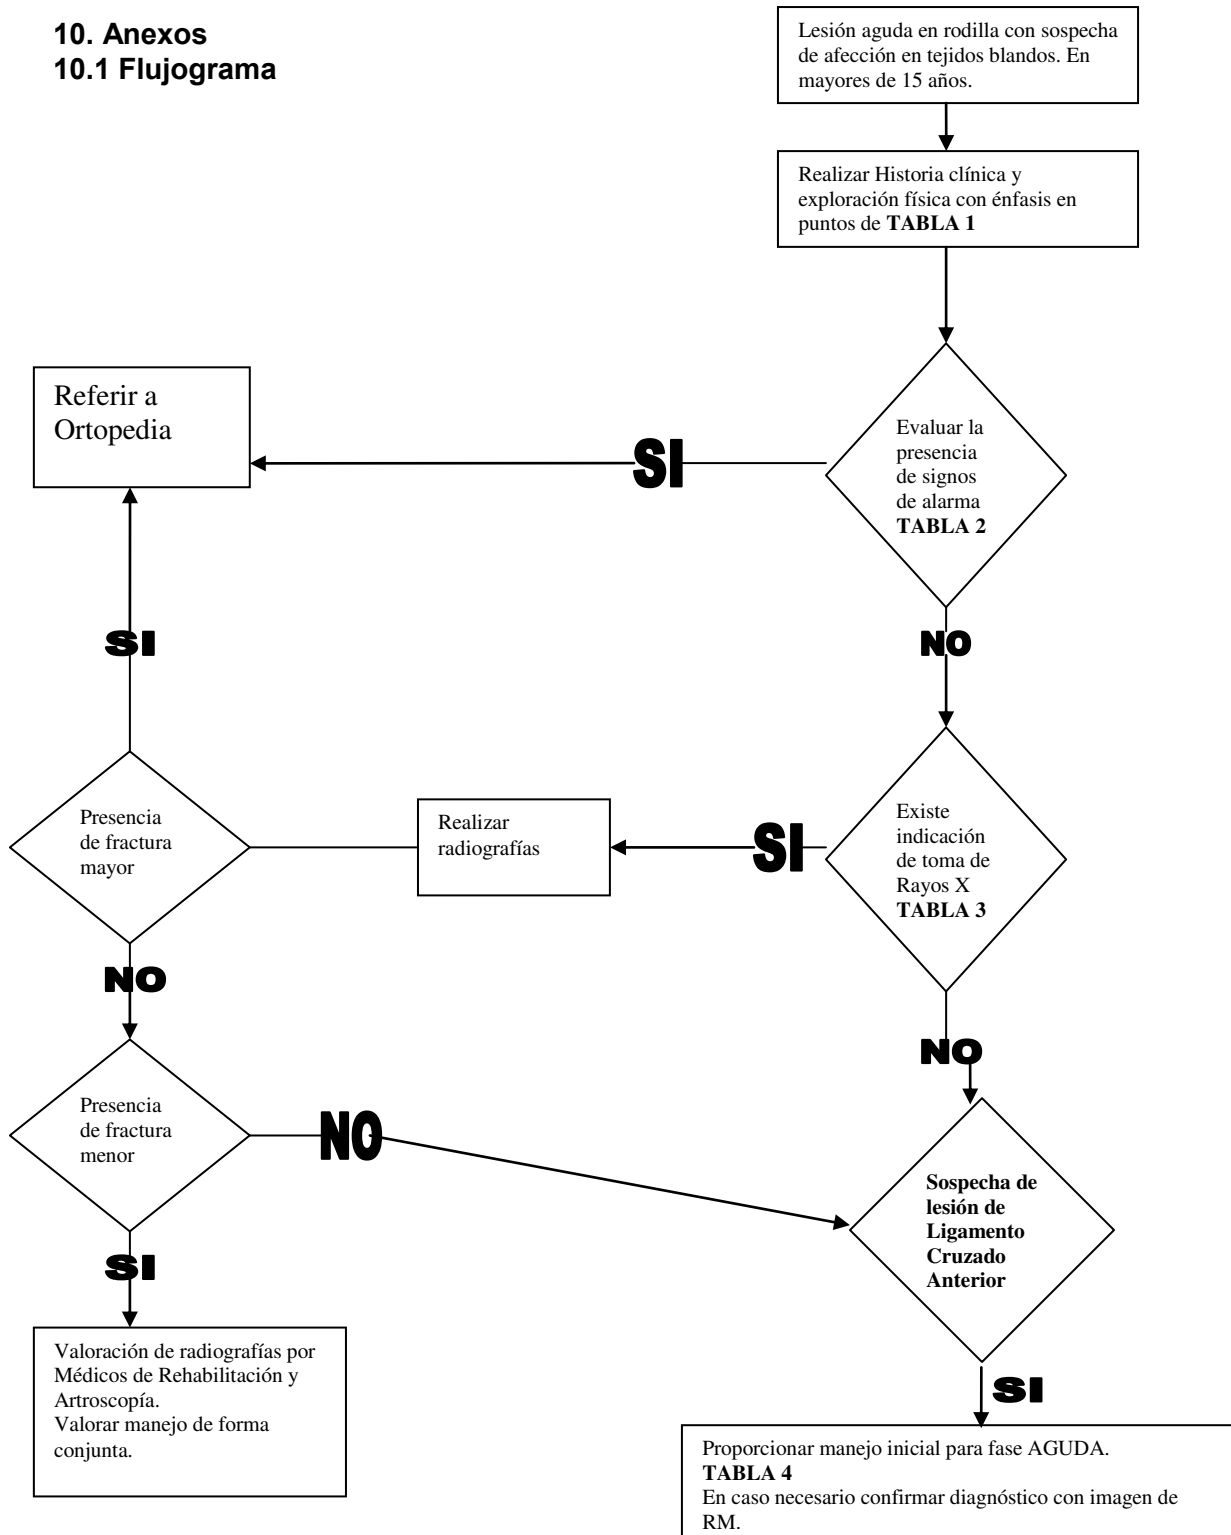 10. Anexos
10.1 Flujograma
Lesión aguda en rodilla con sospecha
de afección en tejidos blandos. En
mayores de 15 años.
Realizar Historia clínica y
exploración física con énfasis en
puntos de TABLA 1
Referir a
Ortopedia
SI
Evaluar la
presencia
de signos
de alarma
TABLA 2
SI
NO
Presencia
de fractura
mayor
Realizar
radiografías
SI
Existe
indicación
de toma de
Rayos X
TABLA 3
NO
NO
Presencia
de fractura
menor
NO
Sospecha de
lesión de
Ligamento
Cruzado
Anterior
SI
SI
Valoración de radiografías por
Médicos de Rehabilitación y
Artroscopía.
Valorar manejo de forma
conjunta.
Proporcionar manejo inicial para fase AGUDA.
TABLA 4
En caso necesario confirmar diagnóstico con imagen de
RM.